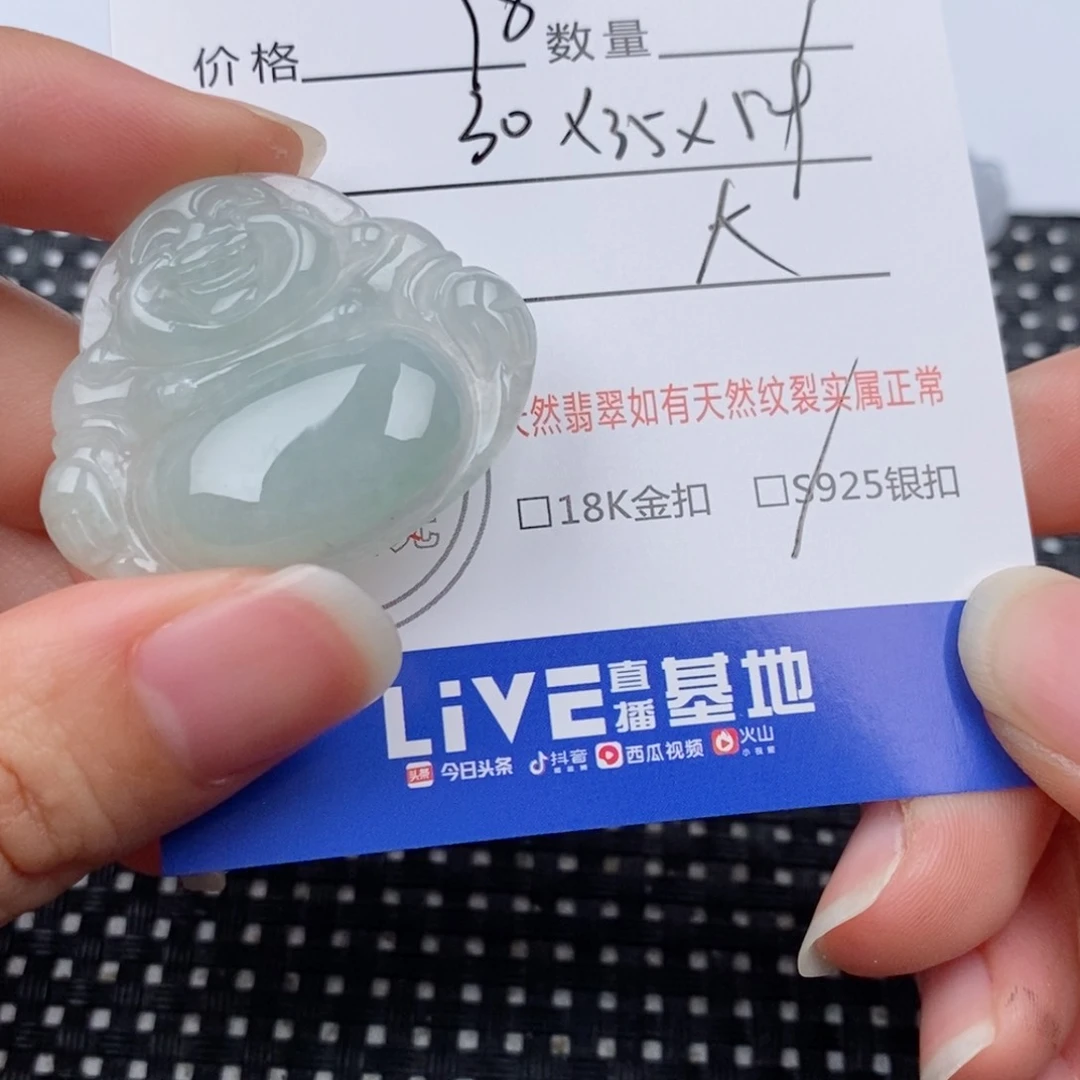 价格 数量
30×35×
K
天然翡翠如有天然纹裂实属正常
□18K金扣 □S925银扣
LiVE直播基地
头条 今日头条 抖音 西瓜视频 火山